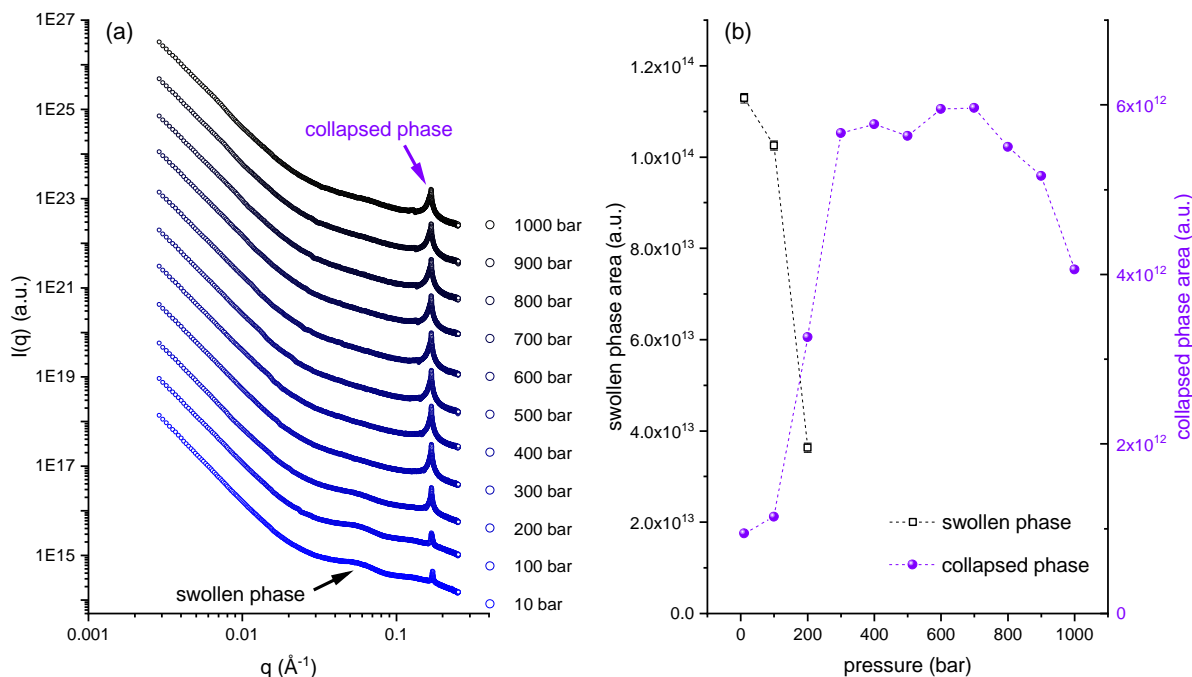 (a)
1E27
1E25
1E23
1E21
1E19
1E17
1E15
I(q) (a.u.)
collapsed phase
swollen phase
1000 bar
900 bar
800 bar
700 bar
600 bar
500 bar
400 bar
300 bar
200 bar
100 bar
10 bar
0.001
0.01
0.1
q (Å⁻¹)
(b)
1.2x10¹⁴
1.0x10¹⁴
8.0x10¹³
6.0x10¹³
4.0x10¹³
2.0x10¹³
0.0
swollen phase area (a.u.)
swollen phase
collapsed phase
6x10¹²
4x10¹²
2x10¹²
0
collapsed phase area (a.u.)
0
200
400
600
800
1000
pressure (bar)